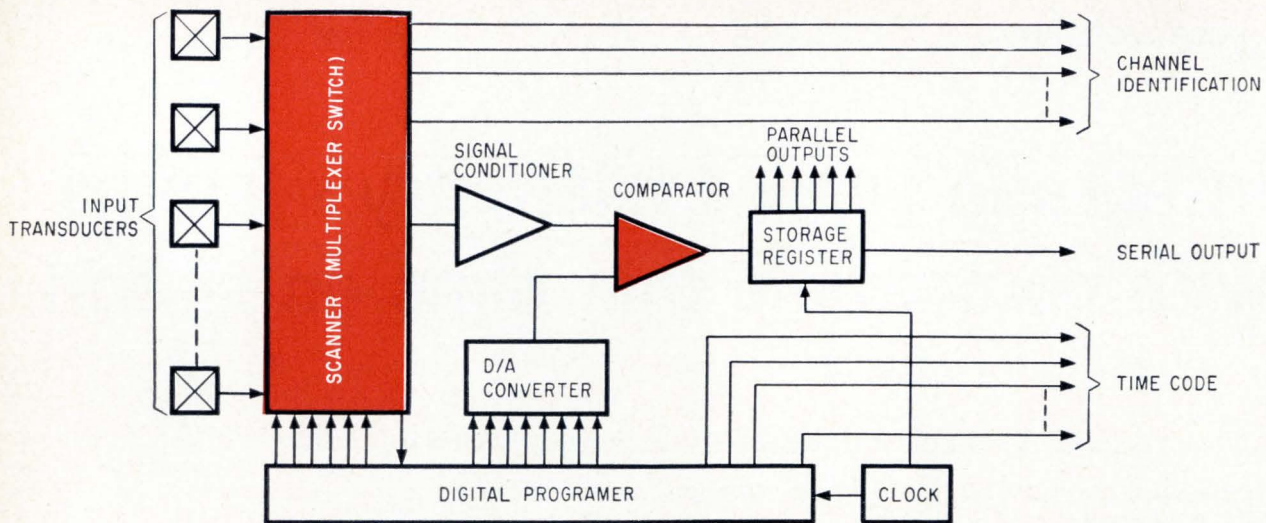 CHANNEL
IDENTIFICATION
SCANNER (MULTIPLEXER SWITCH)
PARALLEL
OUTPUTS
SIGNAL
CONDITIONER
COMPARATOR
INPUT
TRANSDUCERS
STORAGE
REGISTER
SERIAL OUTPUT
D/A
CONVERTER
TIME CODE
DIGITAL PROGRAMER
CLOCK